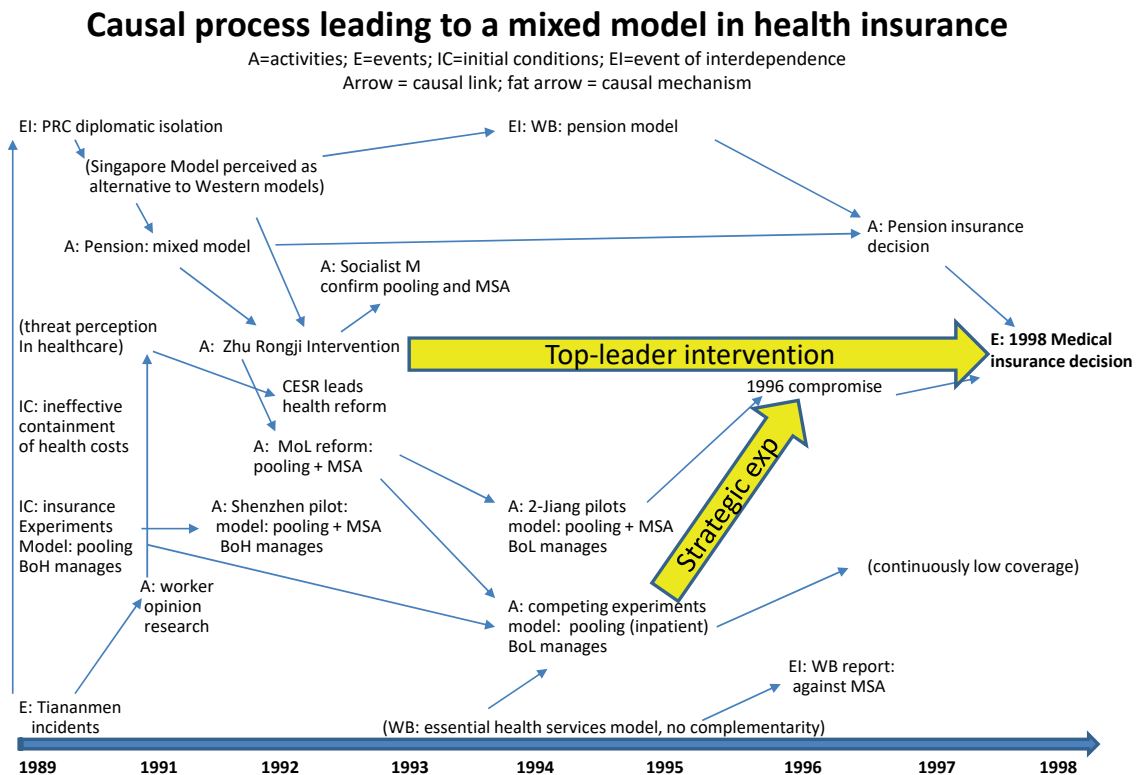 Causal process leading to a mixed model in health insurance
A=activities; E=events; IC=initial conditions; EI=event of interdependence
Arrow = causal link; fat arrow = causal mechanism
EI: PRC diplomatic isolation
EI: WB: pension model
(Singapore Model perceived as
alternative to Western models)
A: Pension: mixed model
A: Pension insurance
decision
A: Socialist M
confirm pooling and MSA
(threat perception
In healthcare)
A: Zhu Rongji Intervention
Top-leader intervention
E: 1998 Medical
insurance decision
CESR leads
health reform
1996 compromise
IC: ineffective
containment
of health costs
A: MoL reform:
pooling + MSA
Strategic exp
IC: insurance
Experiments
Model: pooling
BoH manages
A: Shenzhen pilot:
model: pooling + MSA
BoH manages
A: 2-Jiang pilots
model: pooling + MSA
BoL manages
(continuously low coverage)
A: worker
opinion
research
A: competing experiments
model: pooling (inpatient)
BoL manages
EI: WB report:
against MSA
E: Tiananmen
incidents
(WB: essential health services model, no complementarity)
1989 1991 1992 1993 1994 1995 1996 1997 1998